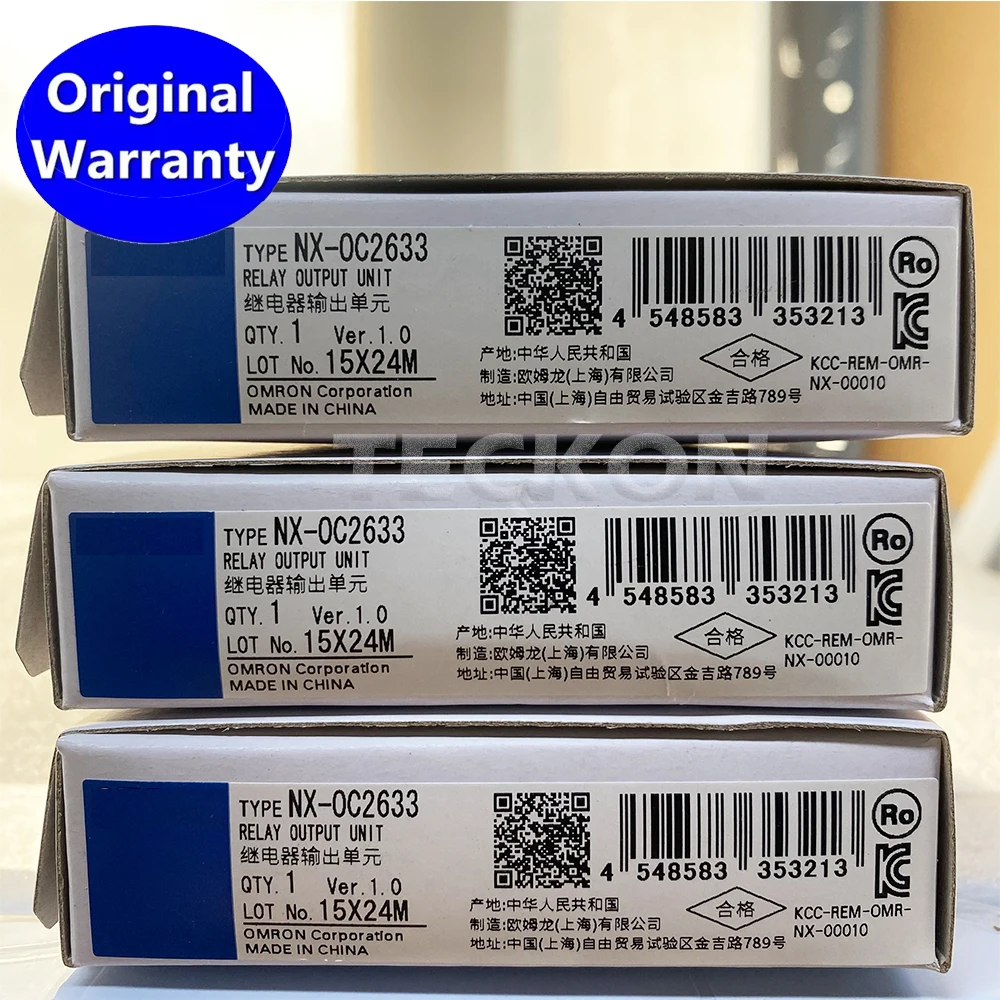 Original
Warranty
TYPE NX-OC2633
RELAY OUTPUT UNIT
继电器输出单元
QTY. 1 Ver.1.0
LOT No. 15X24M
OMRON Corporation
MADE IN CHINA
4 548583 353213
产地:中华人民共和国
制造:欧姆龙(上海)有限公司
地址:中国(上海)自由贸易试验区金吉路789号
合格
Ro
KC
KCC-REM-OMR-
NX-00010
TECKON
TYPE NX-OC2633
RELAY OUTPUT UNIT
继电器输出单元
QTY. 1 Ver.1.0
LOT No. 15X24M
OMRON Corporation
MADE IN CHINA
4 548583 353213
产地:中华人民共和国
制造:欧姆龙(上海)有限公司
地址:中国(上海)自由贸易试验区金吉路789号
合格
Ro
KC
KCC-REM-OMR-
NX-00010
TYPE NX-OC2633
RELAY OUTPUT UNIT
继电器输出单元
QTY. 1 Ver.1.0
LOT No. 15X24M
OMRON Corporation
MADE IN CHINA
4 548583 353213
产地:中华人民共和国
制造:欧姆龙(上海)有限公司
地址:中国(上海)自由贸易试验区金吉路789号
合格
Ro
KC
KCC-REM-OMR-
NX-00010